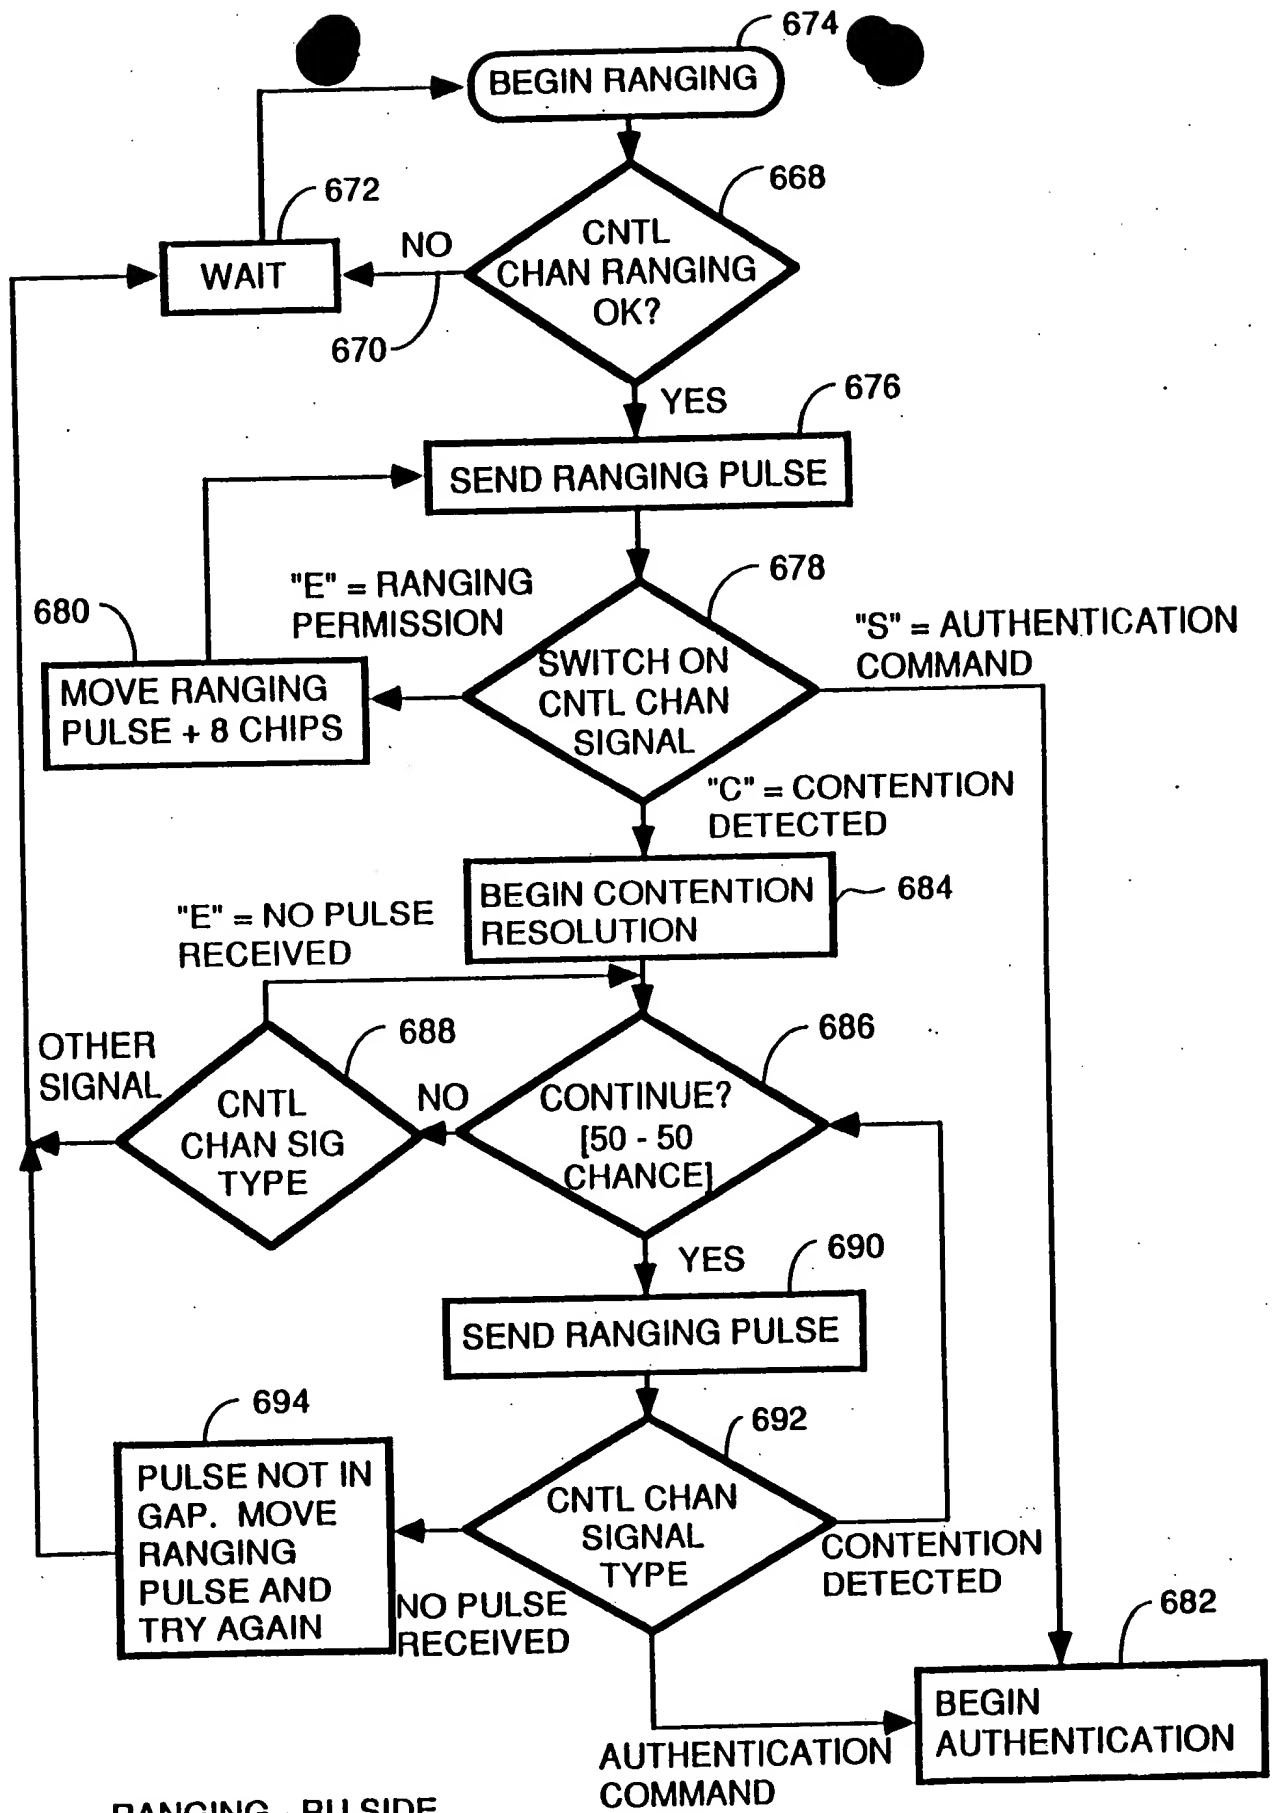 674
BEGIN RANGING
668
672
CNTL
CHAN RANGING
OK?
NO
WAIT
670
YES
676
SEND RANGING PULSE
678
"E" = RANGING
PERMISSION
680
"S" = AUTHENTICATION
COMMAND
MOVE RANGING
PULSE + 8 CHIPS
SWITCH ON
CNTL CHAN
SIGNAL
"C" = CONTENTION
DETECTED
BEGIN CONTENTION
RESOLUTION
684
"E" = NO PULSE
RECEIVED
688
686
OTHER
SIGNAL
CNTL
CHAN SIG
TYPE
NO
CONTINUE?
[50 - 50
CHANCE]
YES
690
SEND RANGING PULSE
694
692
PULSE NOT IN
GAP. MOVE
RANGING
PULSE AND
TRY AGAIN
CNTL CHAN
SIGNAL
TYPE
CONTENTION
DETECTED
NO PULSE
RECEIVED
682
BEGIN
AUTHENTICATION
AUTHENTICATION
COMMAND
RANGING - RU SIDE